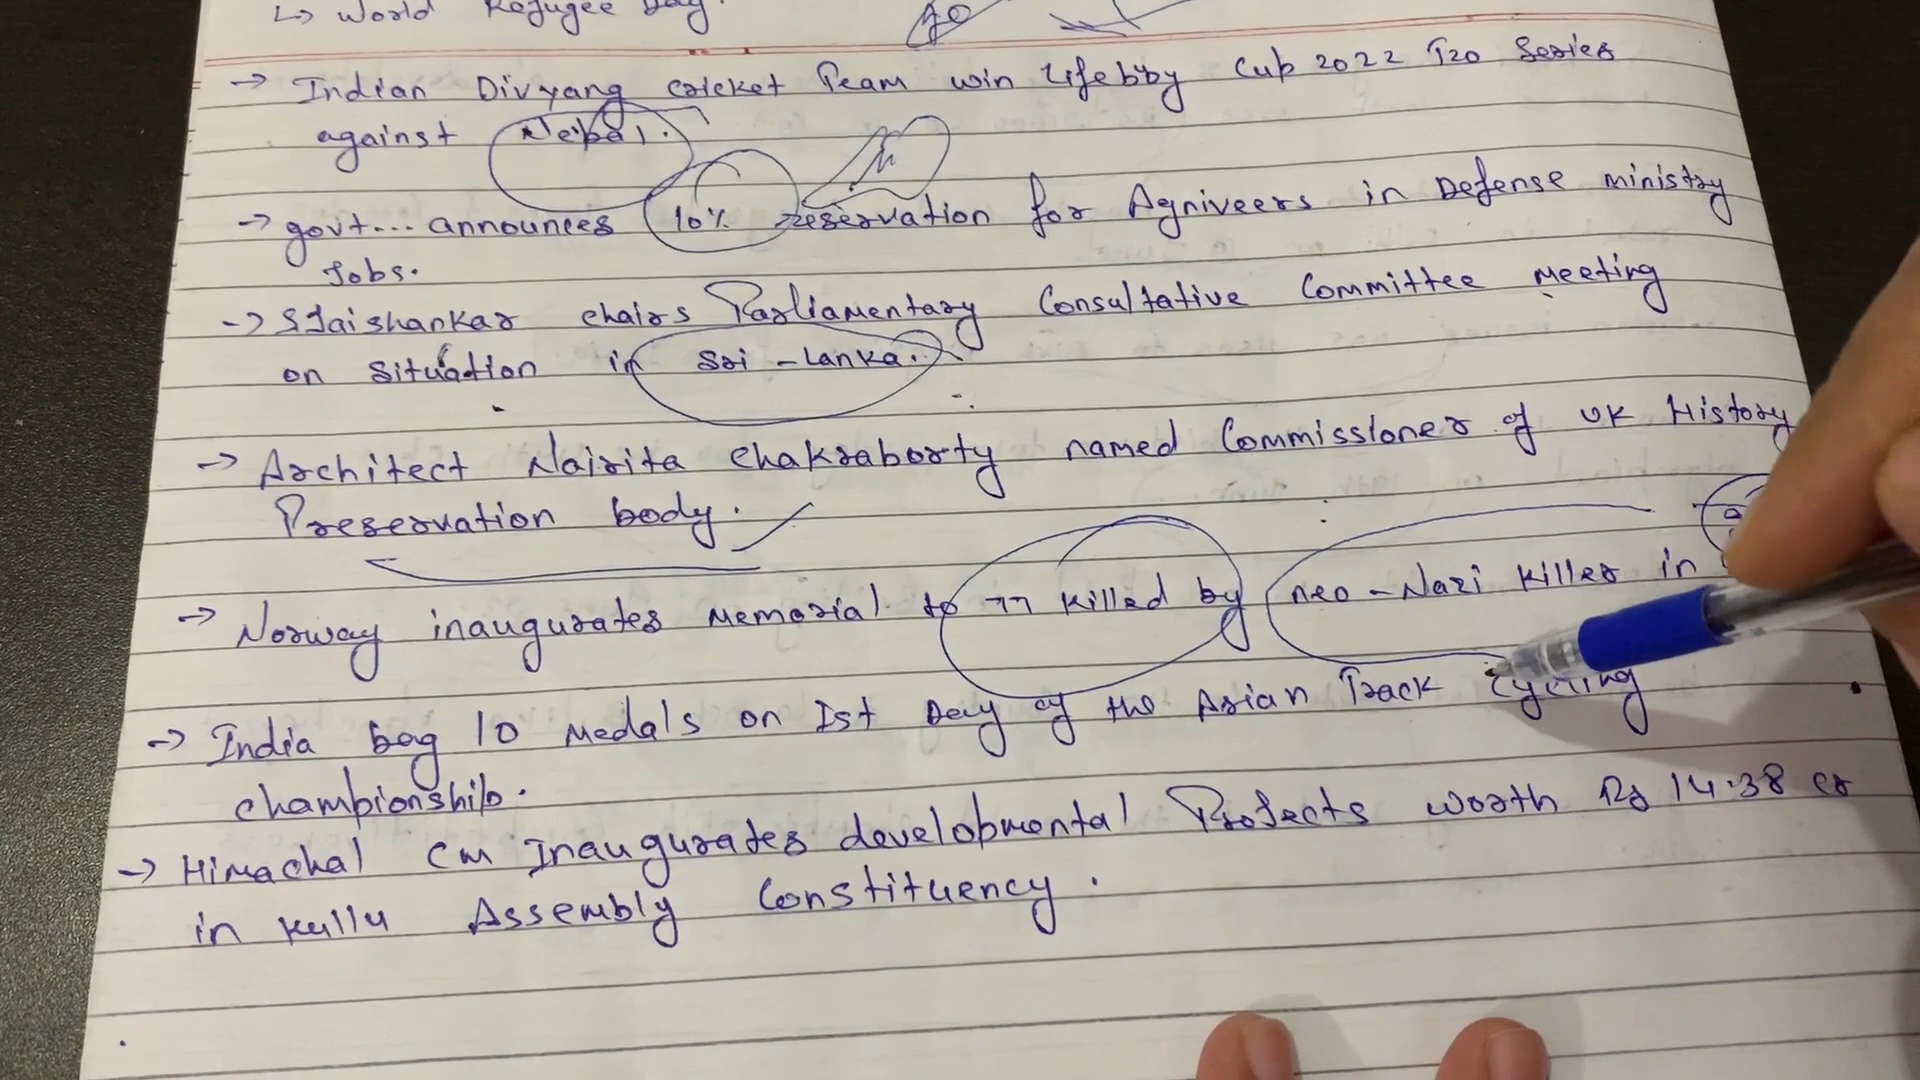 ↳ World Refugee Day.
→ Indian Divyang cricket Team win Lifebby Cup 2022 T20 Series
against Nepal.
→ govt... announces 10% reservation for Agniveers in Defense ministry
Jobs.
→ S Jaishankar chairs Parliamentary Consultative Committee Meeting
on situation in Sri-Lanka.
→ Architect Nairita Chakraborty named Commissioner of UK History
Preservation body.
→ Norway inaugurates Memorial to 77 killed by neo-Nazi killer in
→ India bag 10 Medals on Ist Day of the Asian Track Cycling
championship.
→ Himachal CM Inaugurates developmental Projects worth Rs 14.38 cr
in Kullu Assembly Constituency.